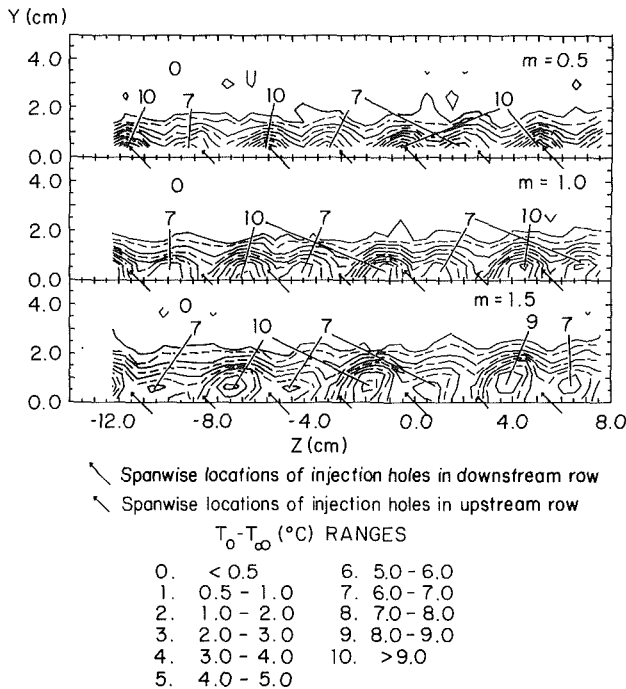 Y (cm)
4.0
2.0
0.0
0
10
7
10
7
10
m = 0.5
4.0
2.0
0.0
0
7
10
7
7
10
m = 1.0
4.0
2.0
0.0
0
7
10
7
9
7
m = 1.5
-12.0 -8.0 -4.0 0.0 4.0 8.0
Z (cm)
Spanwise locations of injection holes in downstream row
Spanwise locations of injection holes in upstream row
T₀-T∞ (°C) RANGES
0. < 0.5
1. 0.5 - 1.0
2. 1.0 - 2.0
3. 2.0 - 3.0
4. 3.0 - 4.0
5. 4.0 - 5.0
6. 5.0 - 6.0
7. 6.0 - 7.0
8. 7.0 - 8.0
9. 8.0 - 9.0
10. >9.0